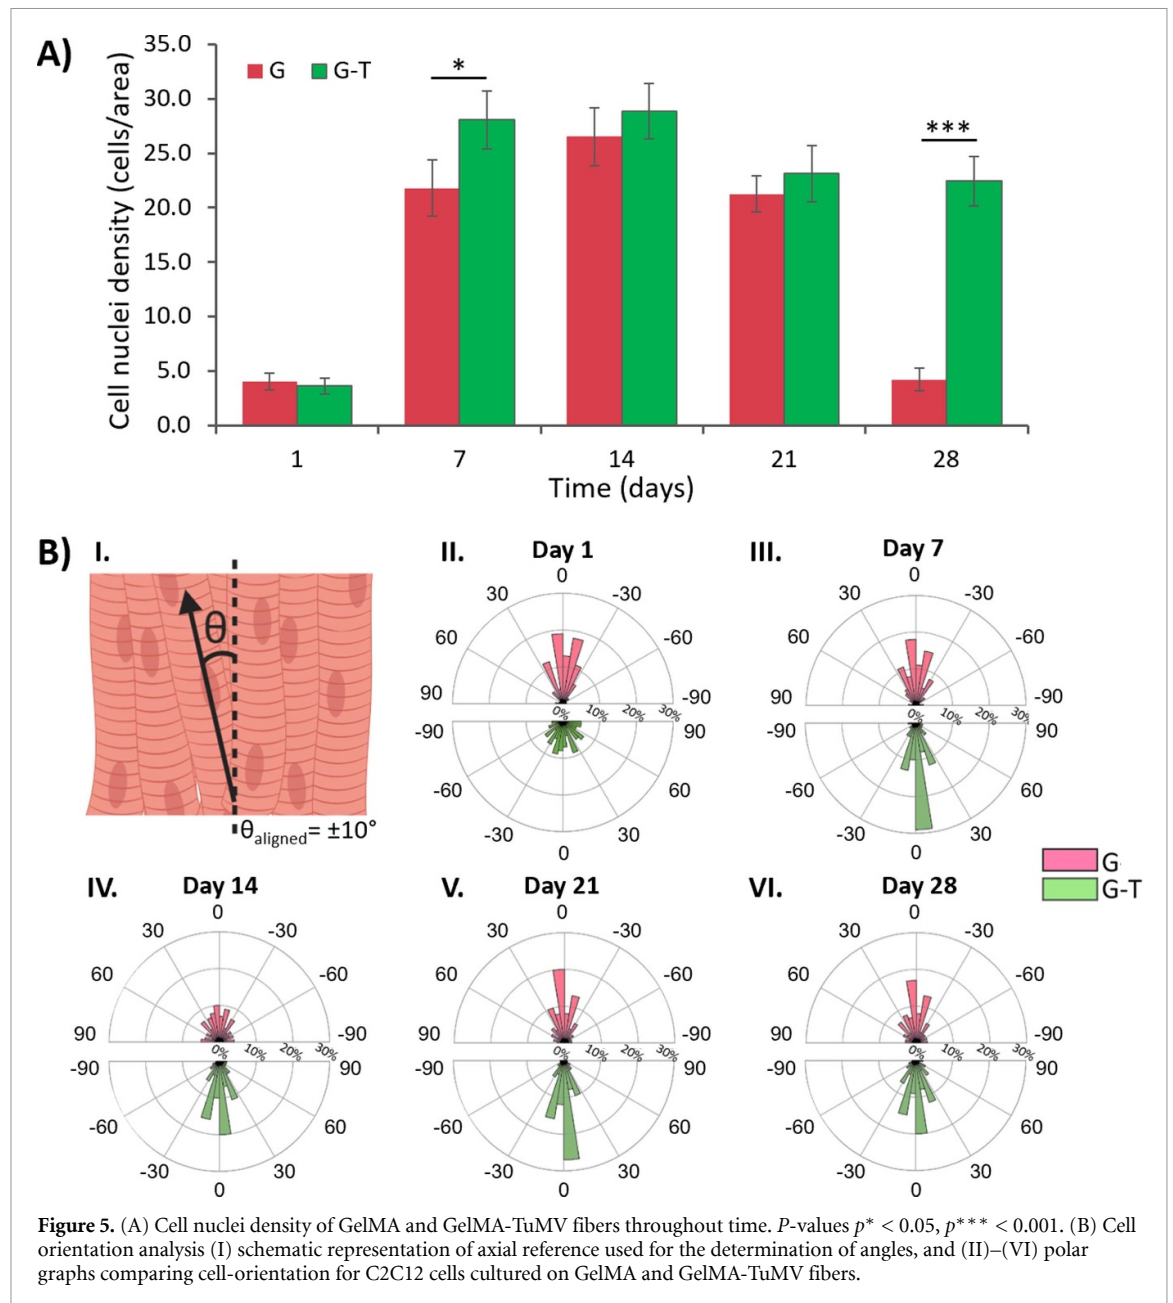 A)
Cell nuclei density (cells/area)
35.0
30.0
25.0
20.0
15.0
10.0
5.0
0.0
G G-T
*
***
1 7 14 21 28
Time (days)
B) I.
θ
θaligned= ±10°
II. Day 1
0
30 -30
60 -60
90 -90
0% 10% 20% 30%
-90 90
-60 60
-30 30
0
III. Day 7
0
30 -30
60 -60
90 -90
0% 10% 20% 30%
-90 90
-60 60
-30 30
0
G
G-T
IV. Day 14
0
30 -30
60 -60
90 -90
0% 10% 20% 30%
-90 90
-60 60
-30 30
0
V. Day 21
0
30 -30
60 -60
90 -90
0% 10% 20% 30%
-90 90
-60 60
-30 30
0
VI. Day 28
0
30 -30
60 -60
90 -90
0% 10% 20% 30%
-90 90
-60 60
-30 30
0
Figure 5. (A) Cell nuclei density of GelMA and GelMA-TuMV fibers throughout time. P-values p* < 0.05, p*** < 0.001. (B) Cell
orientation analysis (I) schematic representation of axial reference used for the determination of angles, and (II)–(VI) polar
graphs comparing cell-orientation for C2C12 cells cultured on GelMA and GelMA-TuMV fibers.